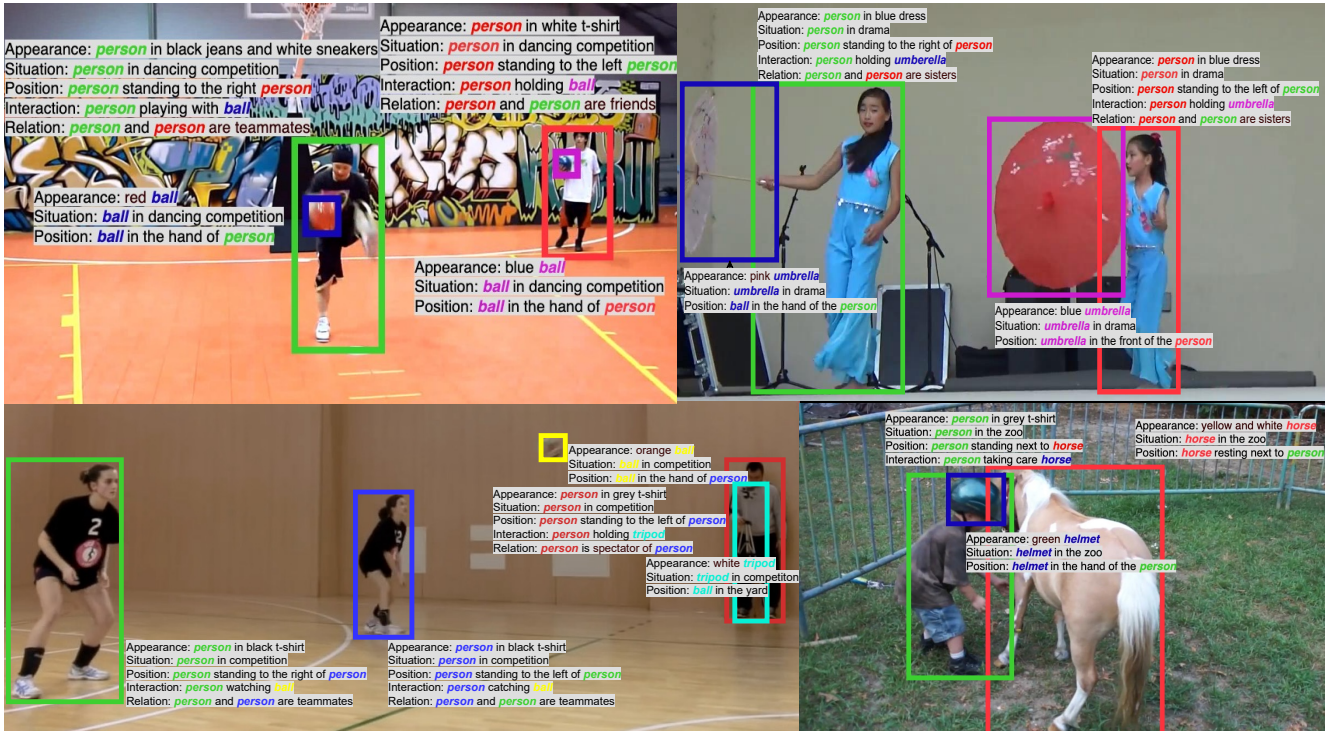 Appearance: person in black jeans and white sneakers
Situation: person in dancing competition
Position: person standing to the right person
Interaction: person playing with ball
Relation: person and person are teammates
Appearance: person in white t-shirt
Situation: person in dancing competition
Position: person standing to the left person
Interaction: person holding ball
Relation: person and person are friends
Appearance: red ball
Situation: ball in dancing competition
Position: ball in the hand of person
Appearance: blue ball
Situation: ball in dancing competition
Position: ball in the hand of person
Appearance: person in blue dress
Situation: person in drama
Position: person standing to the right of person
Interaction: person holding umbrella
Relation: person and person are sisters
Appearance: person in blue dress
Situation: person in drama
Position: person standing to the left of person
Interaction: person holding umbrella
Relation: person and person are sisters
Appearance: pink umbrella
Situation: umbrella in drama
Position: ball in the hand of the person
Appearance: blue umbrella
Situation: umbrella in drama
Position: umbrella in the front of the person
Appearance: orange ball
Situation: ball in competition
Position: ball in the hand of person
Appearance: person in grey t-shirt
Situation: person in competition
Position: person standing to the left of person
Interaction: person holding tripod
Relation: person is spectator of person
Appearance: white tripod
Situation: tripod in competiton
Position: ball in the yard
2
2
Appearance: person in black t-shirt
Situation: person in competition
Position: person standing to the right of person
Interaction: person watching ball
Relation: person and person are teammates
Appearance: person in black t-shirt
Situation: person in competition
Position: person standing to the left of person
Interaction: person catching ball
Relation: person and person are teammates
Appearance: person in grey t-shirt
Situation: person in the zoo
Position: person standing next to horse
Interaction: person taking care horse
Appearance: yellow and white horse
Situation: horse in the zoo
Position: horse resting next to person
Appearance: green helmet
Situation: helmet in the zoo
Position: helmet in the hand of the person